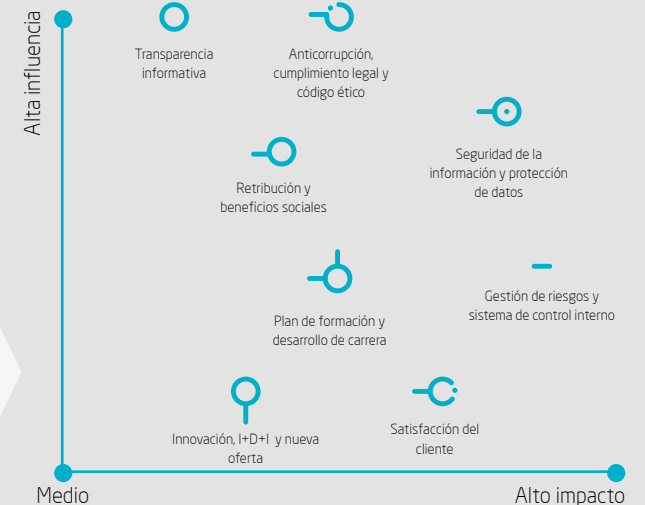 Alta influencia
Transparencia
informativa
Anticorrupción,
cumplimiento legal y
código ético
Seguridad de la
información y protección
de datos
Retribución y
beneficios sociales
Gestión de riesgos y
sistema de control interno
Plan de formación y
desarrollo de carrera
Innovación, I+D+I y nueva
oferta
Satisfacción del
cliente
Medio
Alto impacto